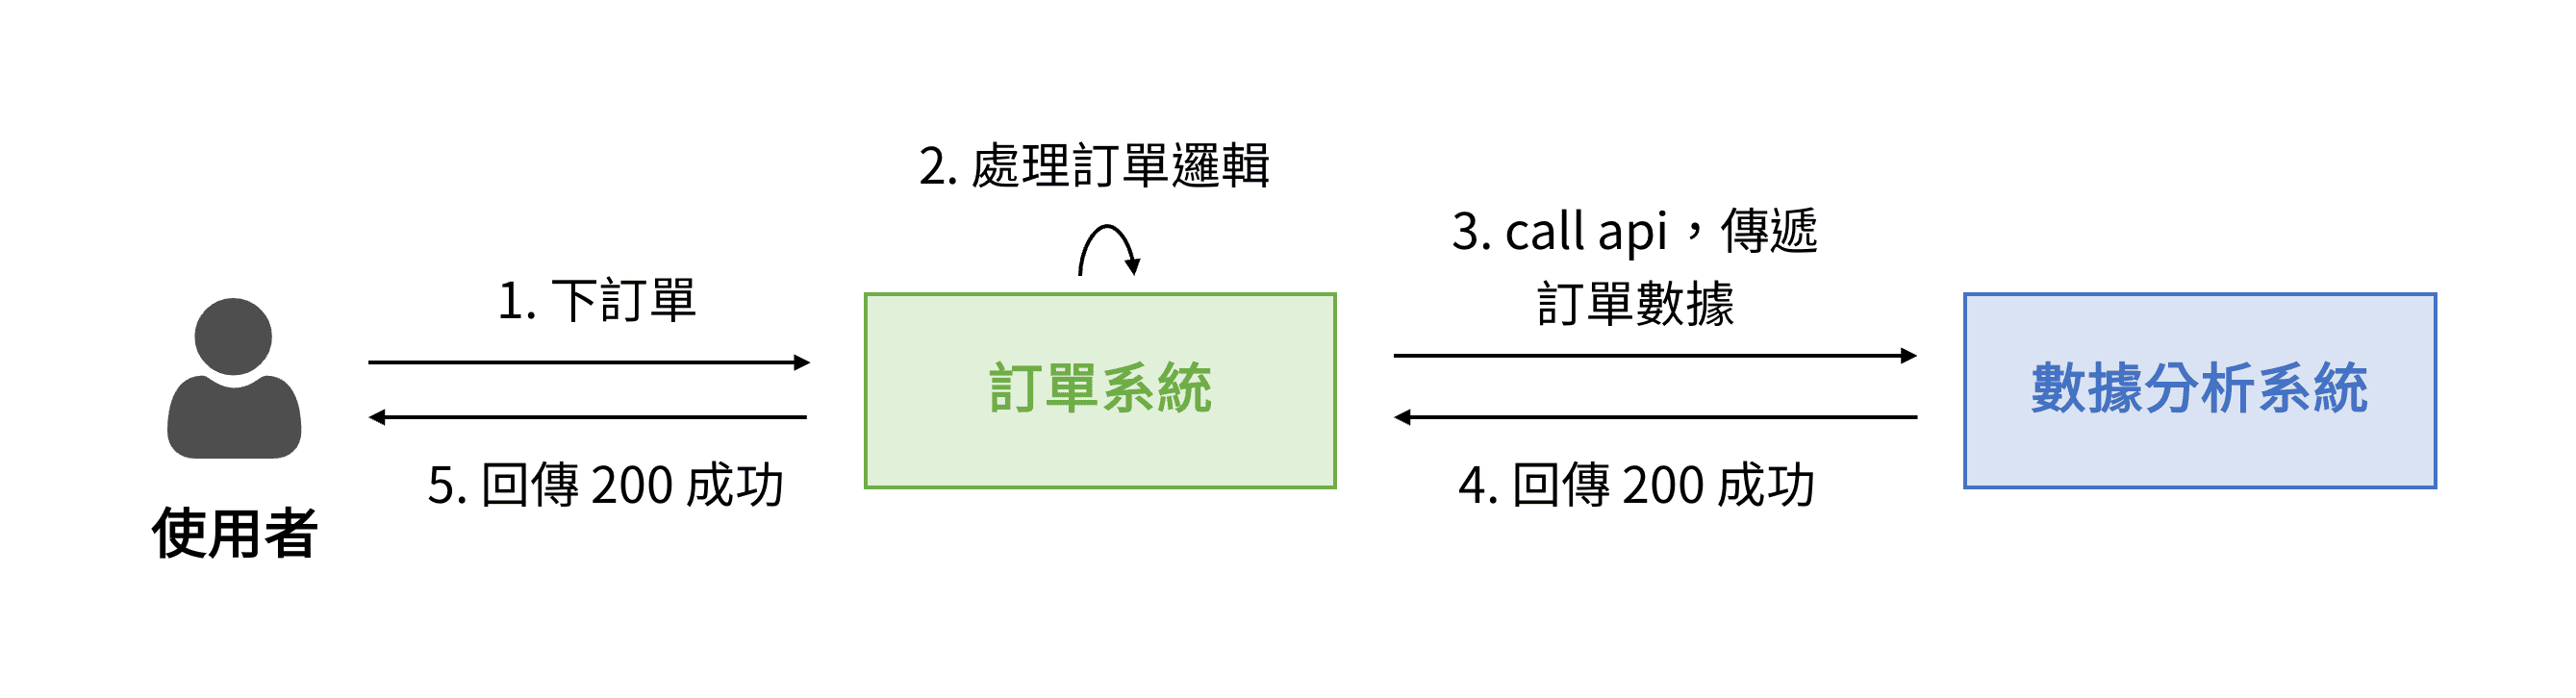 2. 處理訂單邏輯
3. call api，傳遞
訂單數據
1. 下訂單
訂單系統
數據分析系統
5. 回傳 200 成功
4. 回傳 200 成功
使用者